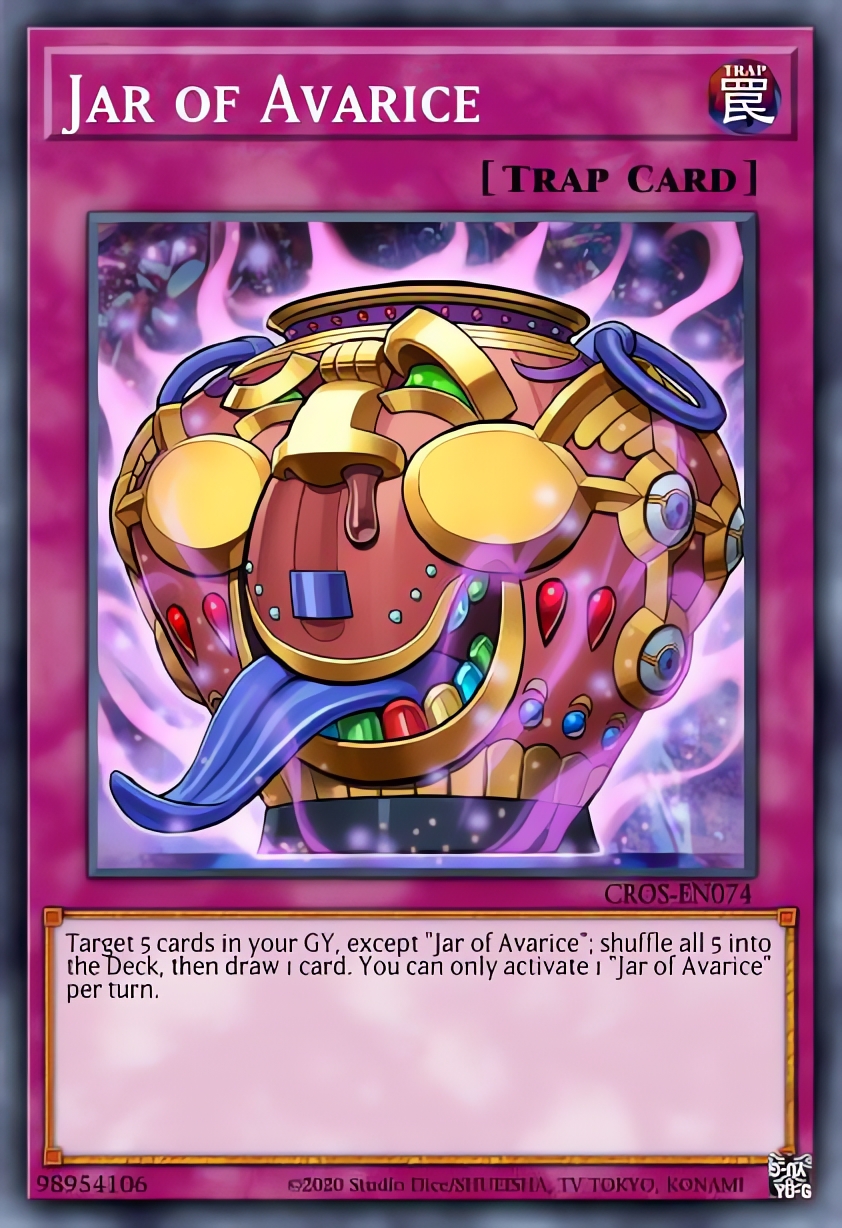 Jar of Avarice
TRAP
罠
[Trap Card]
CROS-EN074
Target 5 cards in your GY, except "Jar of Avarice"; shuffle all 5 into
the Deck, then draw 1 card. You can only activate 1 "Jar of Avarice"
per turn.
98954106
©2020 Studio Dice/SHUEISHA, TV TOKYO, KONAMI